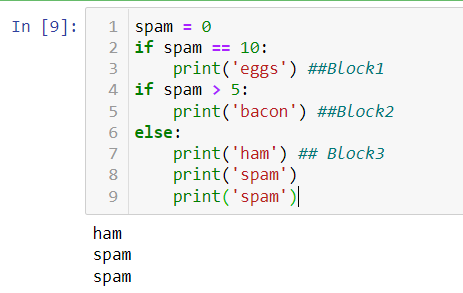 In [9]:
1 spam = 0
2 if spam == 10:
3     print('eggs') ##Block1
4 if spam > 5:
5     print('bacon') ##Block2
6 else:
7     print('ham') ## Block3
8     print('spam')
9     print('spam')
ham
spam
spam